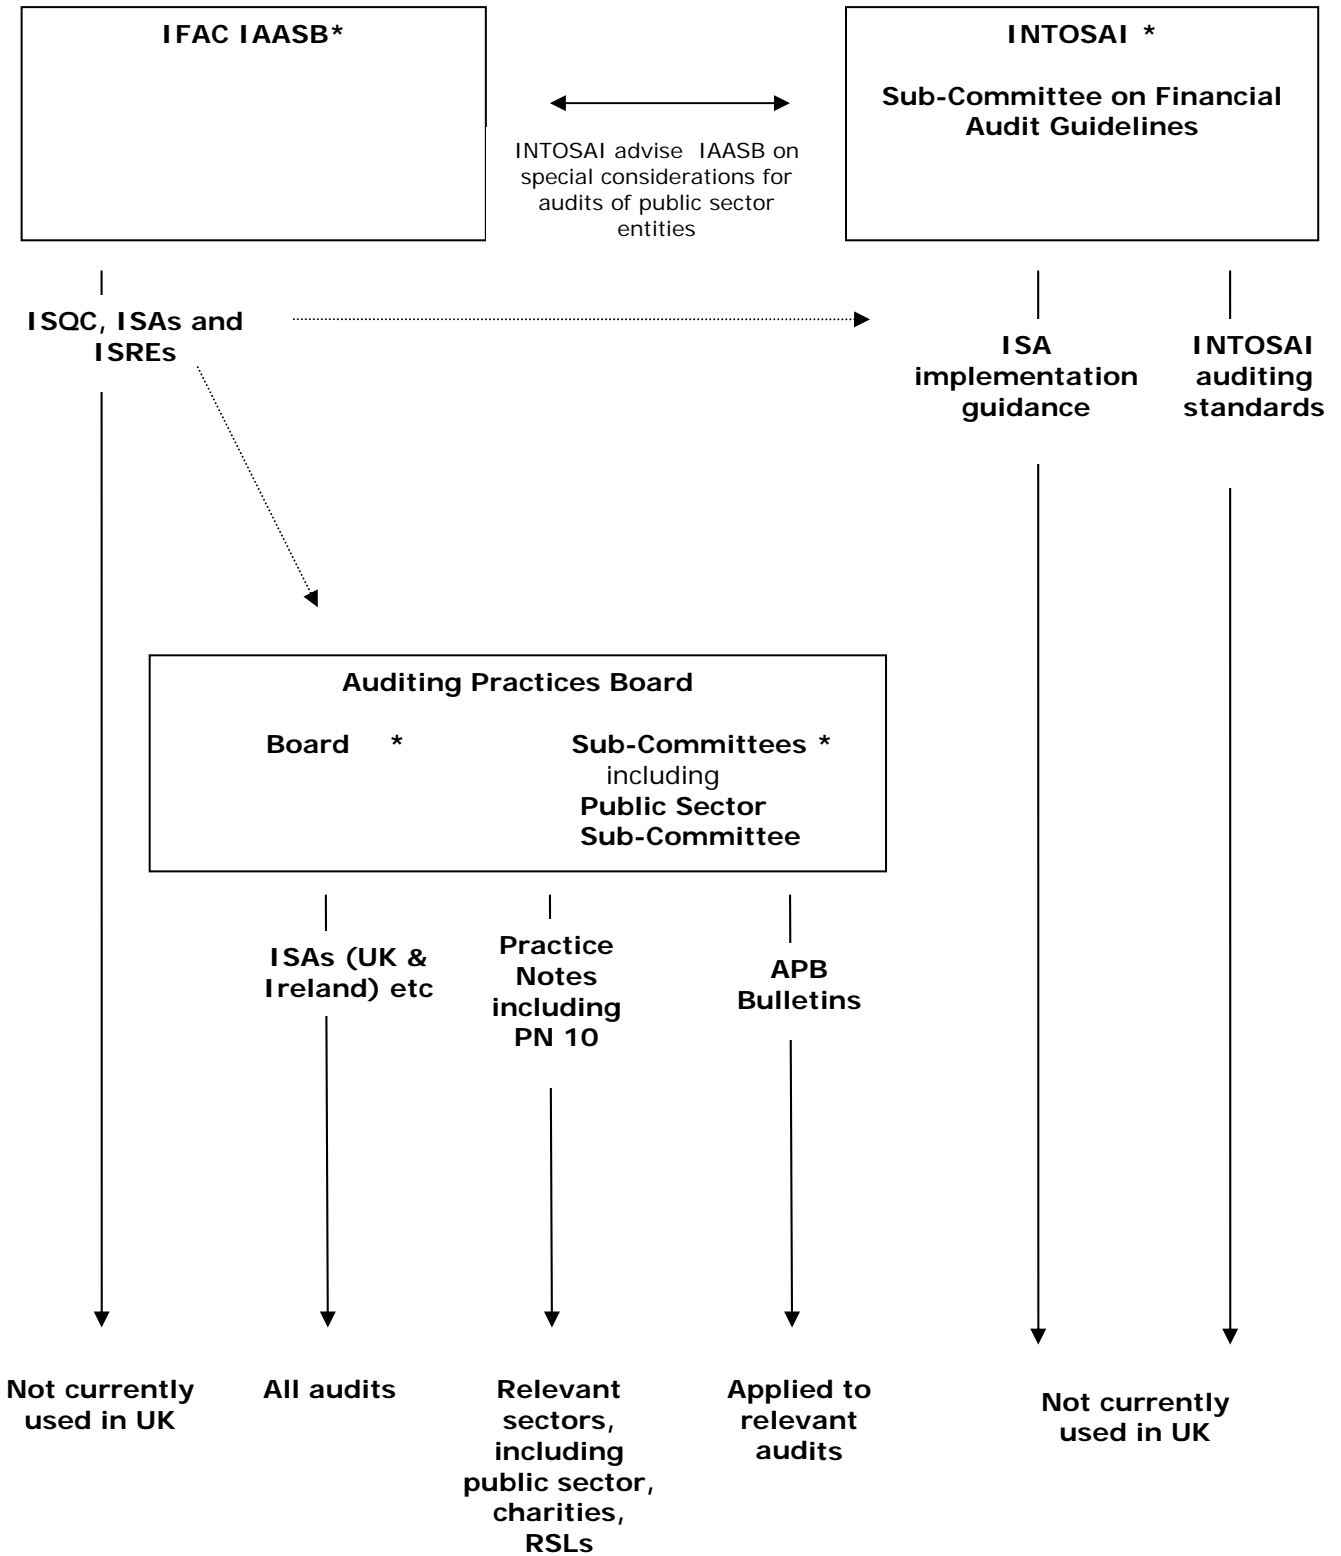 IFAC IAASB*
INTOSAI *
Sub-Committee on Financial
Audit Guidelines
INTOSAI advise IAASB on
special considerations for
audits of public sector
entities
ISQC, ISAs and
ISREs
ISA
implementation
guidance
INTOSAI
auditing
standards
Auditing Practices Board
Board *
Sub-Committees *
including
Public Sector
Sub-Committee
ISAs (UK &
Ireland) etc
Practice
Notes
including
PN 10
APB
Bulletins
Not currently
used in UK
All audits
Relevant
sectors,
including
public sector,
charities,
RSLs
Applied to
relevant
audits
Not currently
used in UK